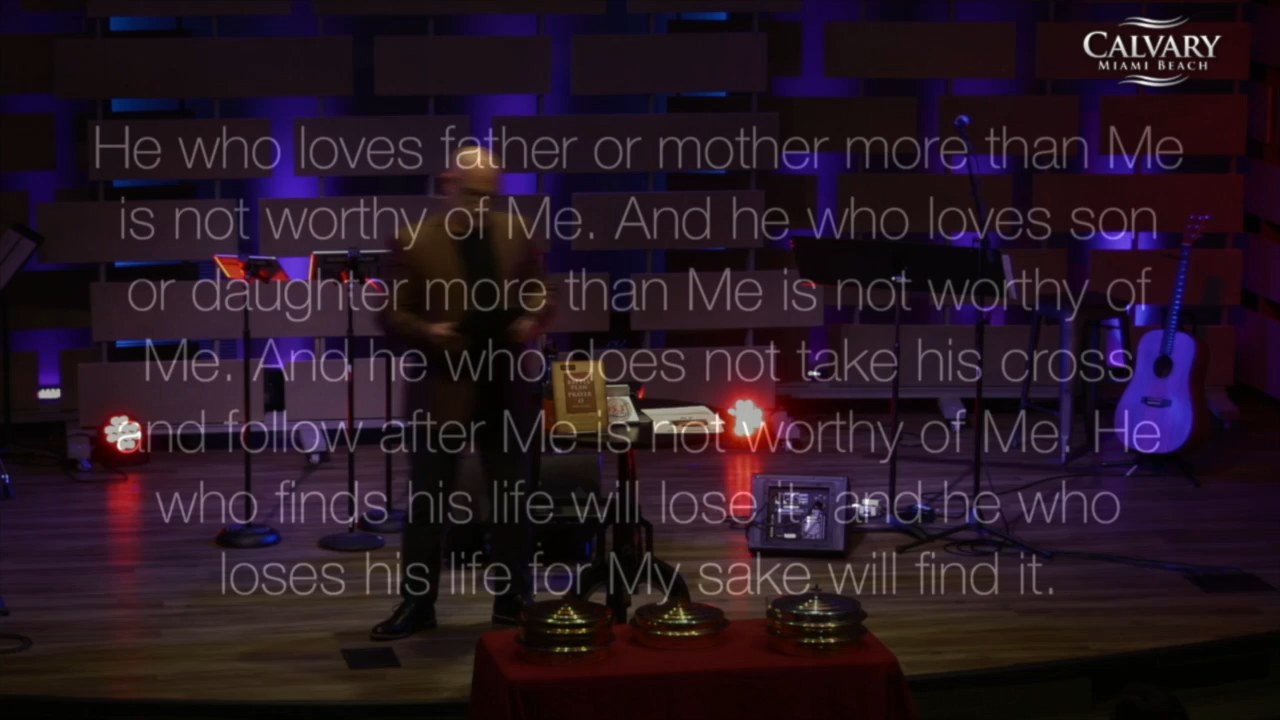 CALVARY
MIAMI BEACH
He who loves father or mother more than Me
is not worthy of Me. And he who loves son
or daughter more than Me is not worthy of
Me. And he who does not take his cross
and follow after Me is not worthy of Me. He
who finds his life will lose it, and he who
loses his life for My sake will find it.